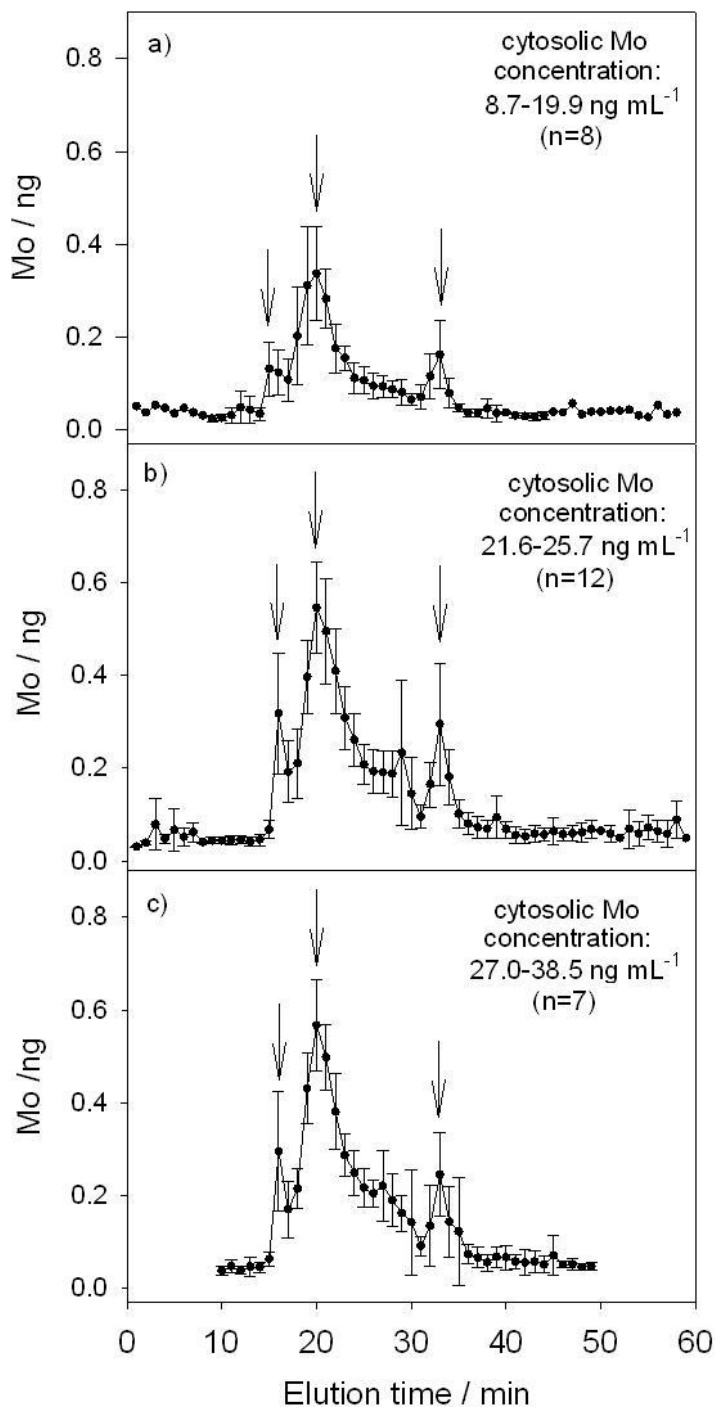 a)
cytosolic Mo
concentration:
8.7-19.9 ng mL⁻¹
(n=8)
0.8
0.6
0.4
0.2
0.0
Mo / ng
b)
cytosolic Mo
concentration:
21.6-25.7 ng mL⁻¹
(n=12)
0.8
0.6
0.4
0.2
0.0
Mo / ng
c)
cytosolic Mo
concentration:
27.0-38.5 ng mL⁻¹
(n=7)
0.8
0.6
0.4
0.2
0.0
Mo /ng
0 10 20 30 40 50 60
Elution time / min